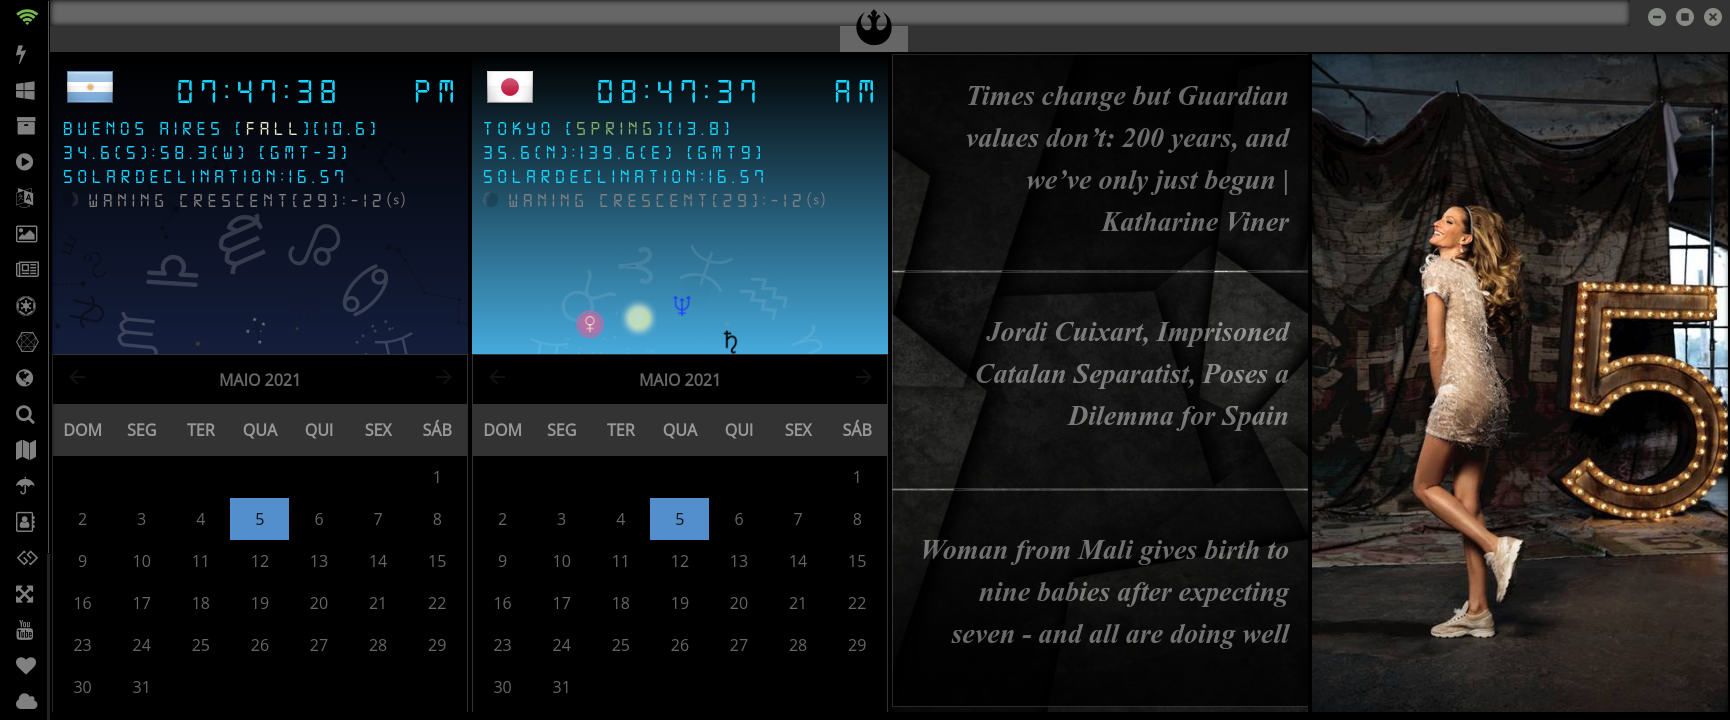 07:47:38 PM
BUENOS AIRES (FALL)(10.6)
34.6(S):58.3(W) (GMT-3)
SOLARDECLINATION:16.57
WANING CRESCENT(29):-12(s)
MAIO 2021
DOM SEG TER QUA QUI SEX SÁB
1
2 3 4 5 6 7 8
9 10 11 12 13 14 15
16 17 18 19 20 21 22
23 24 25 26 27 28 29
30 31
08:47:37 AM
TOKYO (SPRING)(13.8)
35.6(N):139.6(E) (GMT9)
SOLARDECLINATION:16.57
WANING CRESCENT(29):-12(s)
MAIO 2021
DOM SEG TER QUA QUI SEX SÁB
1
2 3 4 5 6 7 8
9 10 11 12 13 14 15
16 17 18 19 20 21 22
23 24 25 26 27 28 29
30 31
Times change but Guardian
values don’t: 200 years, and
we’ve only just begun |
Katharine Viner
Jordi Cuixart, Imprisoned
Catalan Separatist, Poses a
Dilemma for Spain
Woman from Mali gives birth to
nine babies after expecting
seven - and all are doing well
5
You
Tube